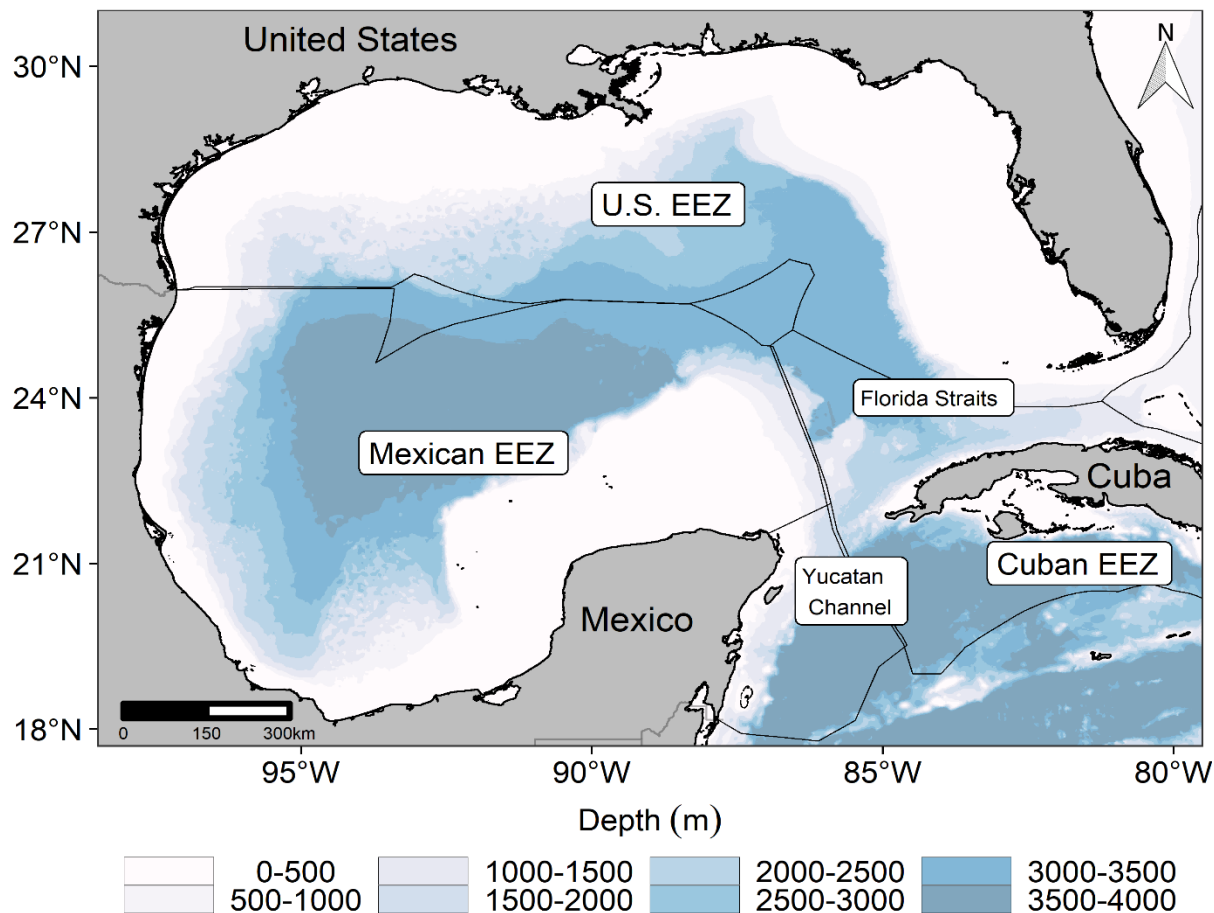 United States
N
30°N
U.S. EEZ
27°N
Florida Straits
24°N
Mexican EEZ
Cuba
21°N
Cuban EEZ
Yucatan
Channel
Mexico
0 150 300km
18°N
95°W 90°W 85°W 80°W
Depth (m)
0-500 1000-1500 2000-2500 3000-3500
500-1000 1500-2000 2500-3000 3500-4000